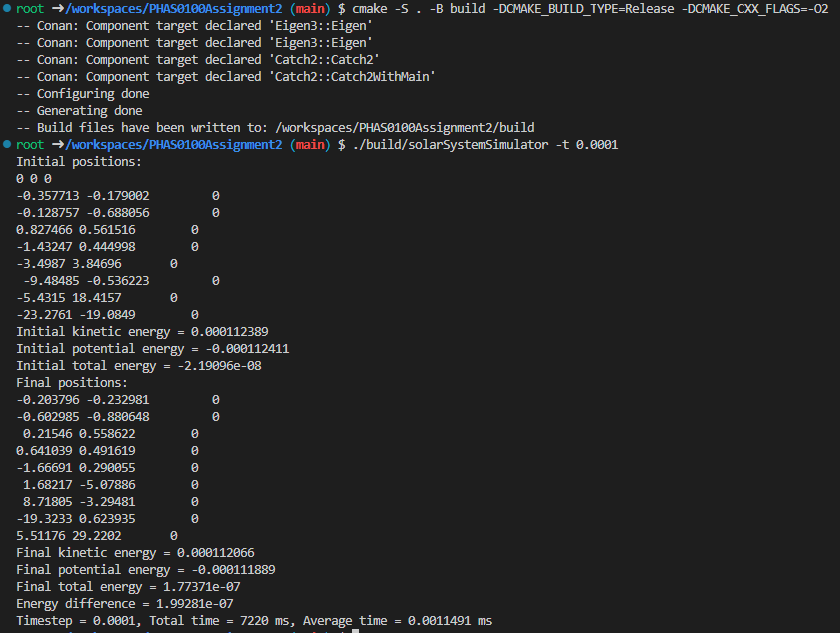 root ➜/workspaces/PHAS0100Assignment2 (main) $ cmake -S . -B build -DCMAKE_BUILD_TYPE=Release -DCMAKE_CXX_FLAGS=-O2
-- Conan: Component target declared 'Eigen3::Eigen'
-- Conan: Component target declared 'Eigen3::Eigen'
-- Conan: Component target declared 'Catch2::Catch2'
-- Conan: Component target declared 'Catch2::Catch2WithMain'
-- Configuring done
-- Generating done
-- Build files have been written to: /workspaces/PHAS0100Assignment2/build
root ➜/workspaces/PHAS0100Assignment2 (main) $ ./build/solarSystemSimulator -t 0.0001
Initial positions:
0 0 0
-0.357713 -0.179002 0
-0.128757 -0.688056 0
0.827466 0.561516 0
-1.43247 0.444998 0
-3.4987 3.84696 0
-9.48485 -0.536223 0
-5.4315 18.4157 0
-23.2761 -19.0849 0
Initial kinetic energy = 0.000112389
Initial potential energy = -0.000112411
Initial total energy = -2.19096e-08
Final positions:
-0.203796 -0.232981 0
-0.602985 -0.880648 0
0.21546 0.558622 0
0.641039 0.491619 0
-1.66691 0.290055 0
1.68217 -5.07886 0
8.71805 -3.29481 0
-19.3233 0.623935 0
5.51176 29.2202 0
Final kinetic energy = 0.000112066
Final potential energy = -0.000111889
Final total energy = 1.77371e-07
Energy difference = 1.99281e-07
Timestep = 0.0001, Total time = 7220 ms, Average time = 0.0011491 ms